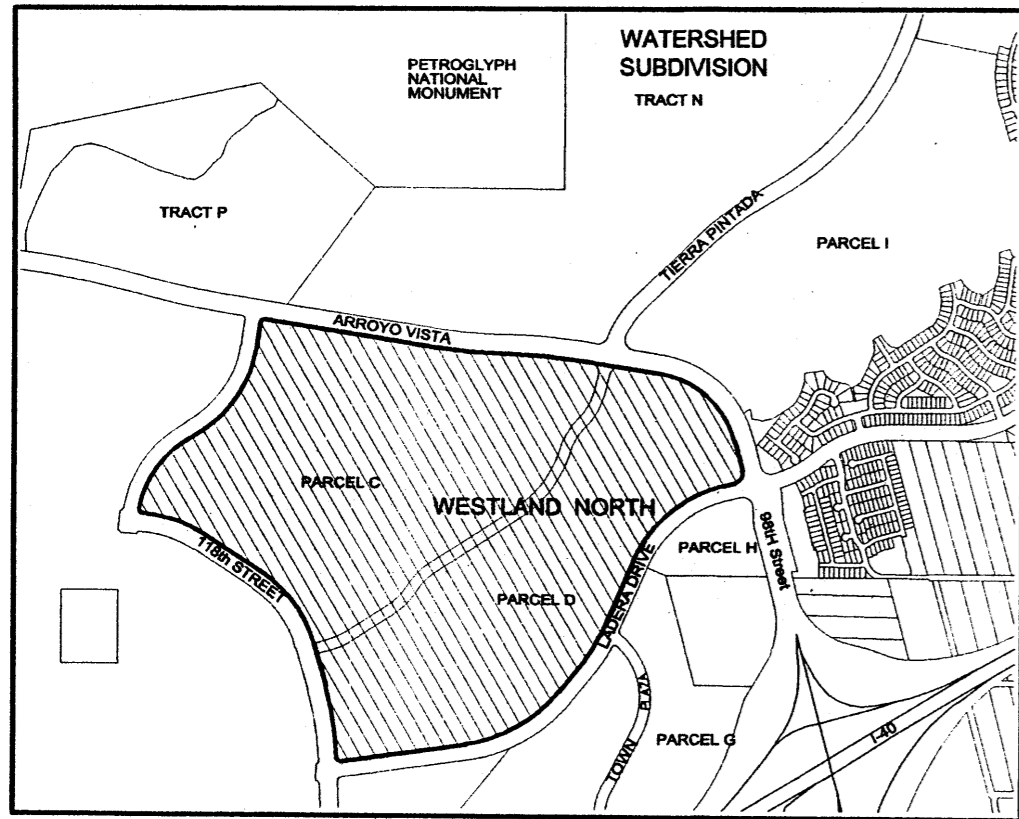 WATERSHED
SUBDIVISION
TRACT N
PETROGLYPH
NATIONAL
MONUMENT
TRACT P
TIERRA PINTADA
PARCEL I
ARROYO VISTA
PARCEL C
WESTLAND NORTH
118th STREET
PARCEL D
LADERA DRIVE
PARCEL H
98tH Street
TOWN PLAZA
PARCEL G
I-40